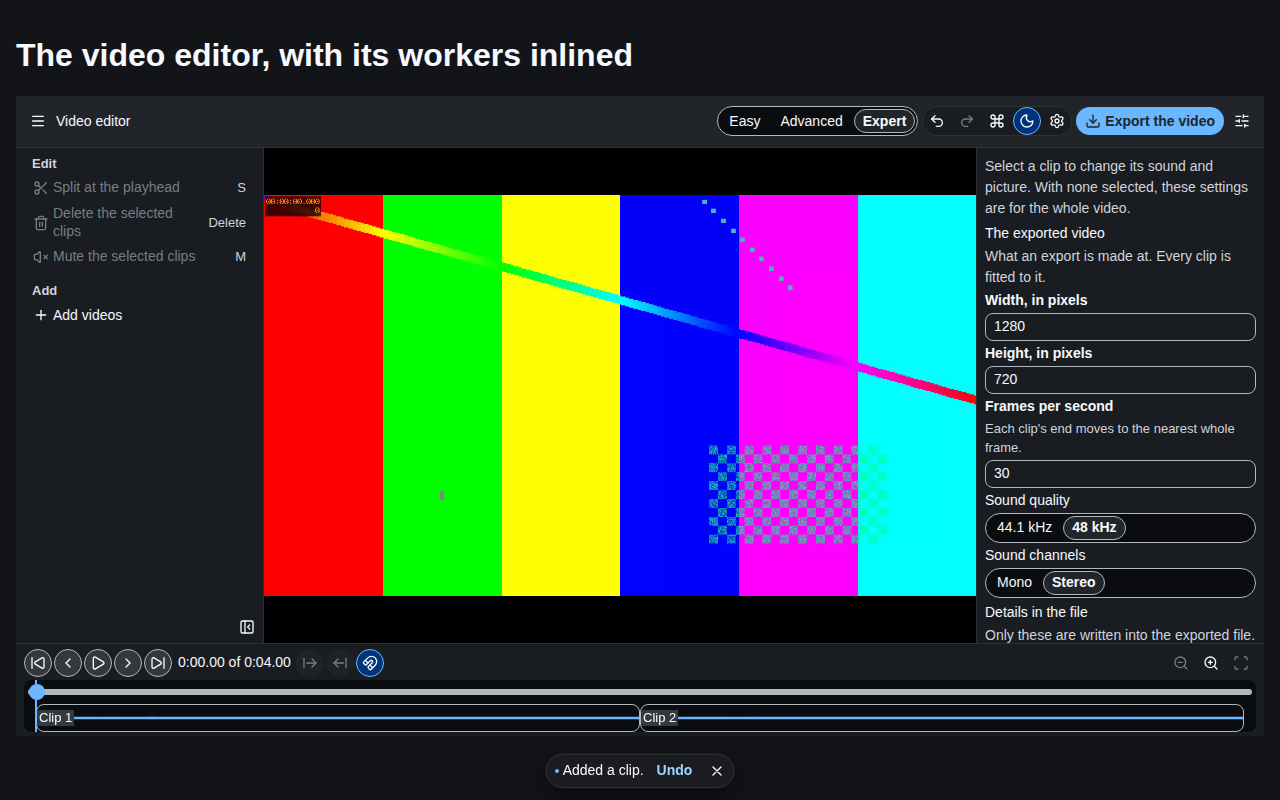 The video editor, with its workers inlined
Video editor
Easy Advanced Expert
Export the video
Edit
Split at the playhead S
Delete the selected
clips
Delete
Mute the selected clips M
Add
Add videos
00:00:00.000
0
Select a clip to change its sound and
picture. With none selected, these settings
are for the whole video.
The exported video
What an export is made at. Every clip is
fitted to it.
Width, in pixels
1280
Height, in pixels
720
Frames per second
Each clip's end moves to the nearest whole
frame.
30
Sound quality
44.1 kHz 48 kHz
Sound channels
Mono Stereo
Details in the file
Only these are written into the exported file.
0:00.00 of 0:04.00
Clip 1
Clip 2
Added a clip. Undo